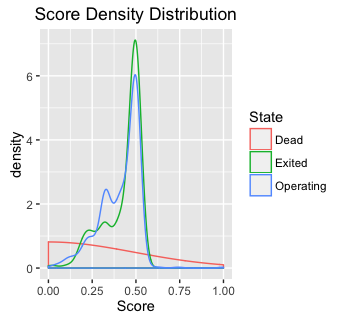 Score Density Distribution
density
6
4
2
0
0.00 0.25 0.50 0.75 1.00
Score
State
Dead
Exited
Operating